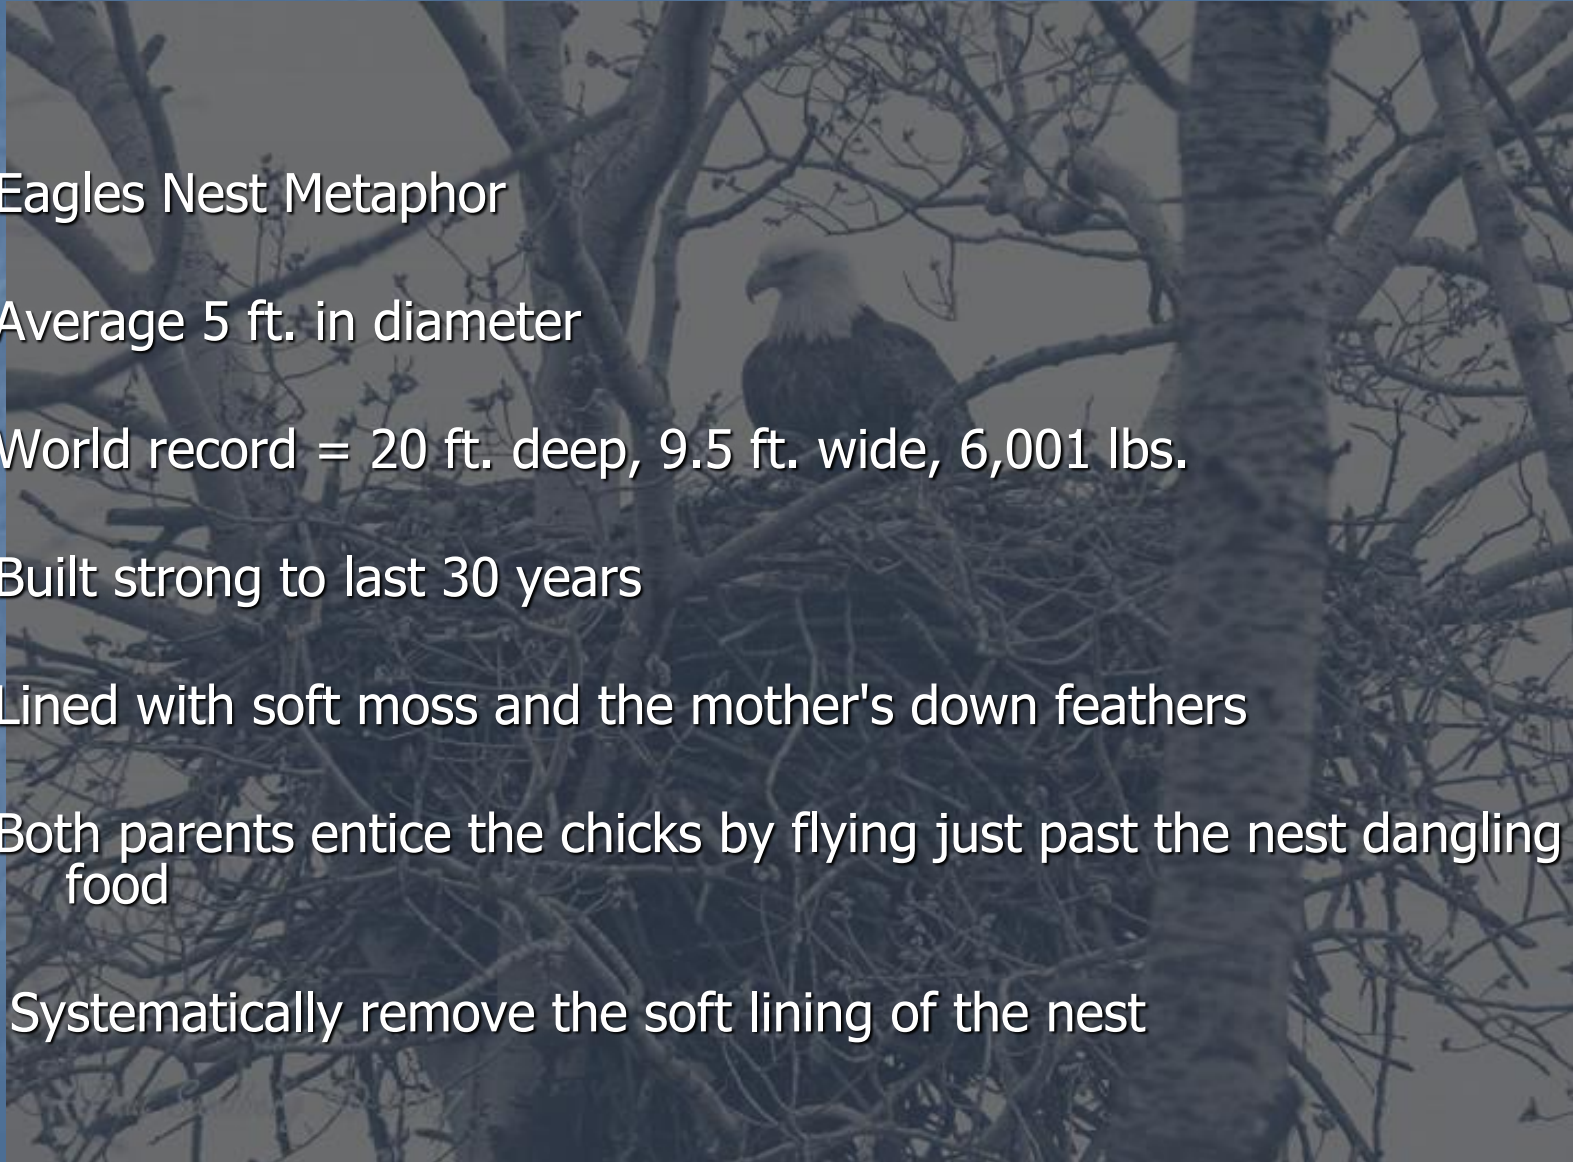 Eagles Nest Metaphor
Average 5 ft. in diameter
World record = 20 ft. deep, 9.5 ft. wide, 6,001 lbs.
Built strong to last 30 years
Lined with soft moss and the mother's down feathers
Both parents entice the chicks by flying just past the nest dangling
food
Systematically remove the soft lining of the nest